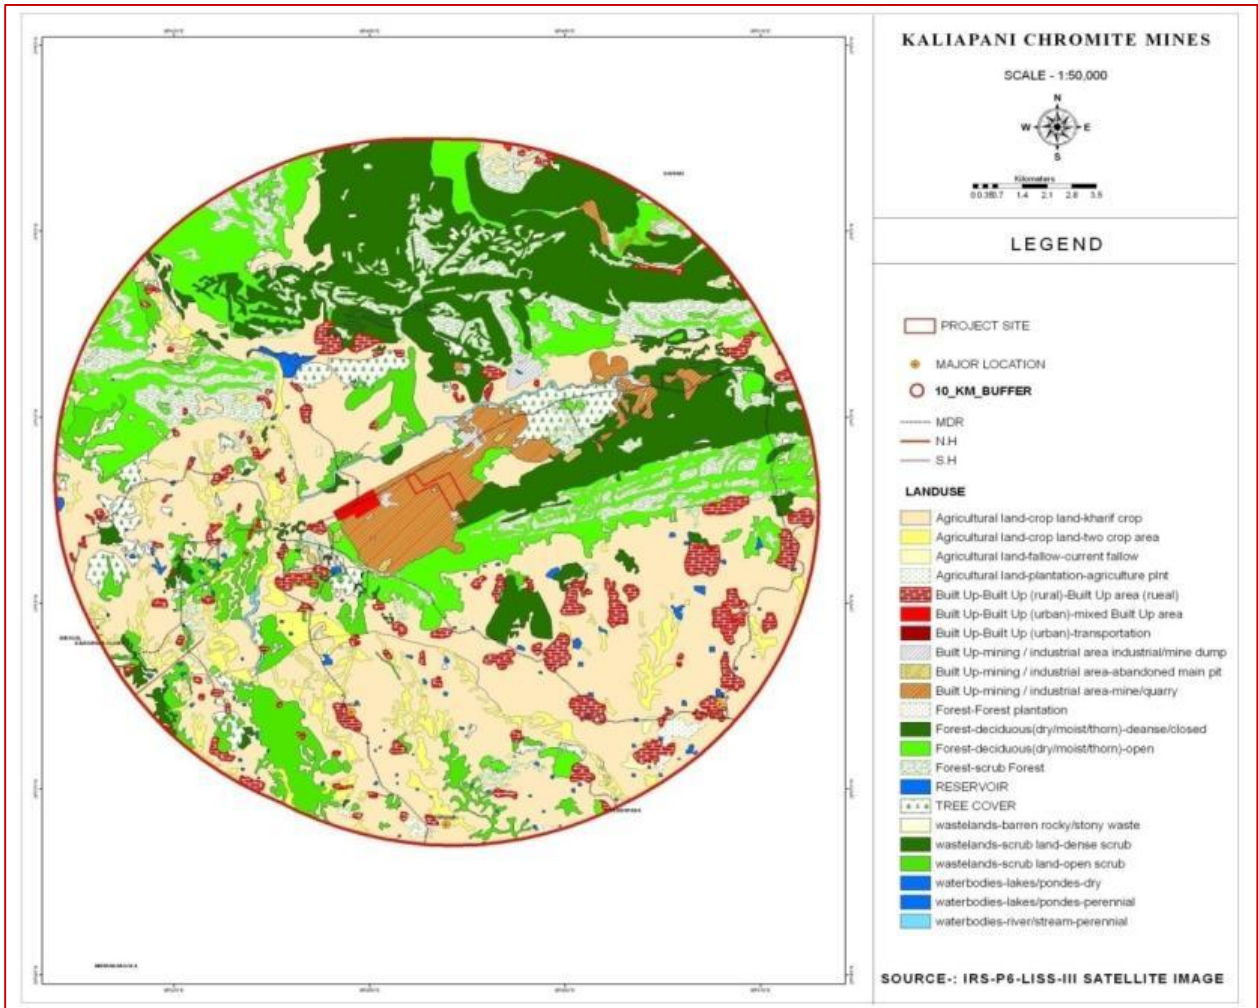 KALIAPANI CHROMITE MINES
SCALE - 1:50,000
N
W E
S
Kilometers
0 0.35 0.7 1.4 2.1 2.8 3.5
LEGEND
PROJECT SITE
MAJOR LOCATION
10_KM_BUFFER
MDR
N.H
S.H
LANDUSE
Agricultural land-crop land-kharif crop
Agricultural land-crop land-two crop area
Agricultural land-fallow-current fallow
Agricultural land-plantation-agriculture plnt
Built Up-Built Up (rural)-Built Up area (rueal)
Built Up-Built Up (urban)-mixed Built Up area
Built Up-Built Up (urban)-transportation
Built Up-mining / industrial area industrial/mine dump
Built Up-mining / industrial area-abandoned main pit
Built Up-mining / industrial area-mine/quarry
Forest-Forest plantation
Forest-deciduous(dry/moist/thorn)-deanse/closed
Forest-deciduous(dry/moist/thorn)-open
Forest-scrub Forest
RESERVOIR
TREE COVER
wastelands-barren rocky/stony waste
wastelands-scrub land-dense scrub
wastelands-scrub land-open scrub
waterbodies-lakes/pondes-dry
waterbodies-lakes/pondes-perennial
waterbodies-river/stream-perennial
SOURCE-: IRS-P6-LISS-III SATELLITE IMAGE